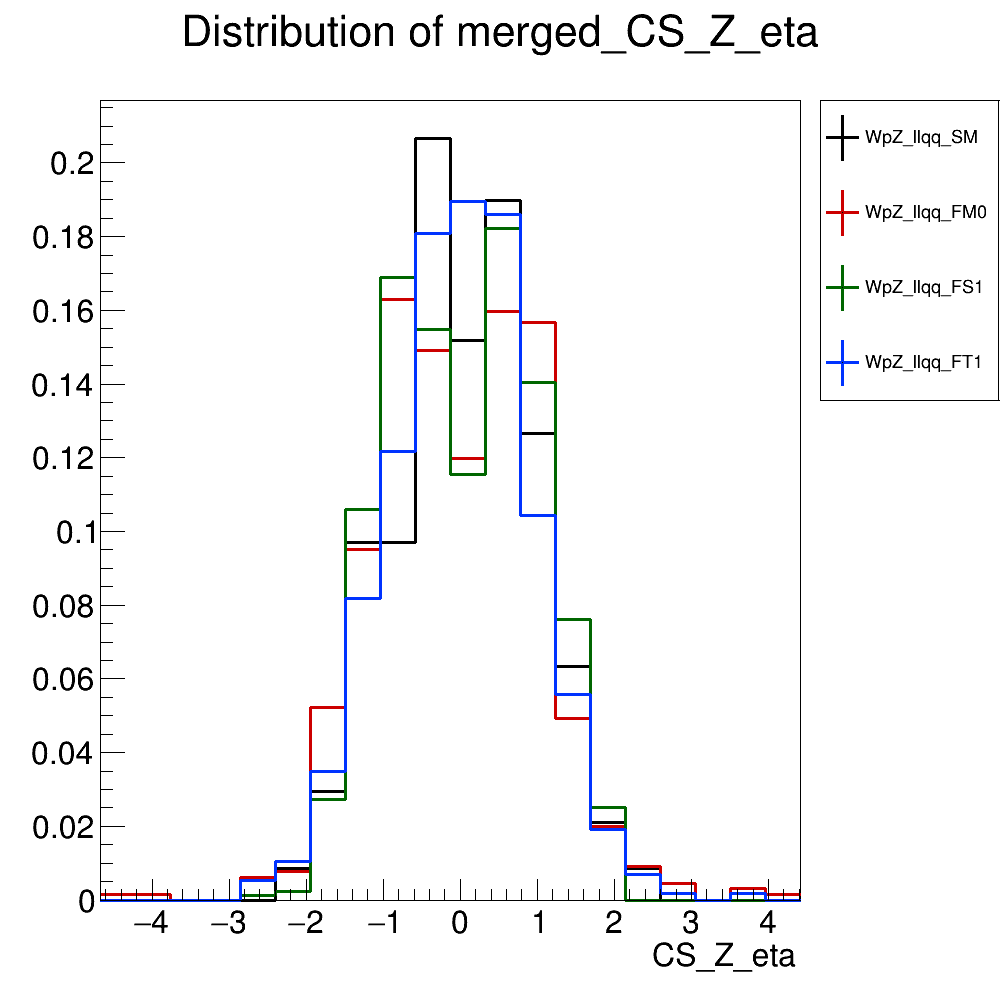 Distribution of merged_CS_Z_eta
WpZ_llqq_SM
WpZ_llqq_FM0
WpZ_llqq_FS1
WpZ_llqq_FT1
0.2
0.18
0.16
0.14
0.12
0.1
0.08
0.06
0.04
0.02
0
−4 −3 −2 −1 0 1 2 3 4
CS_Z_eta